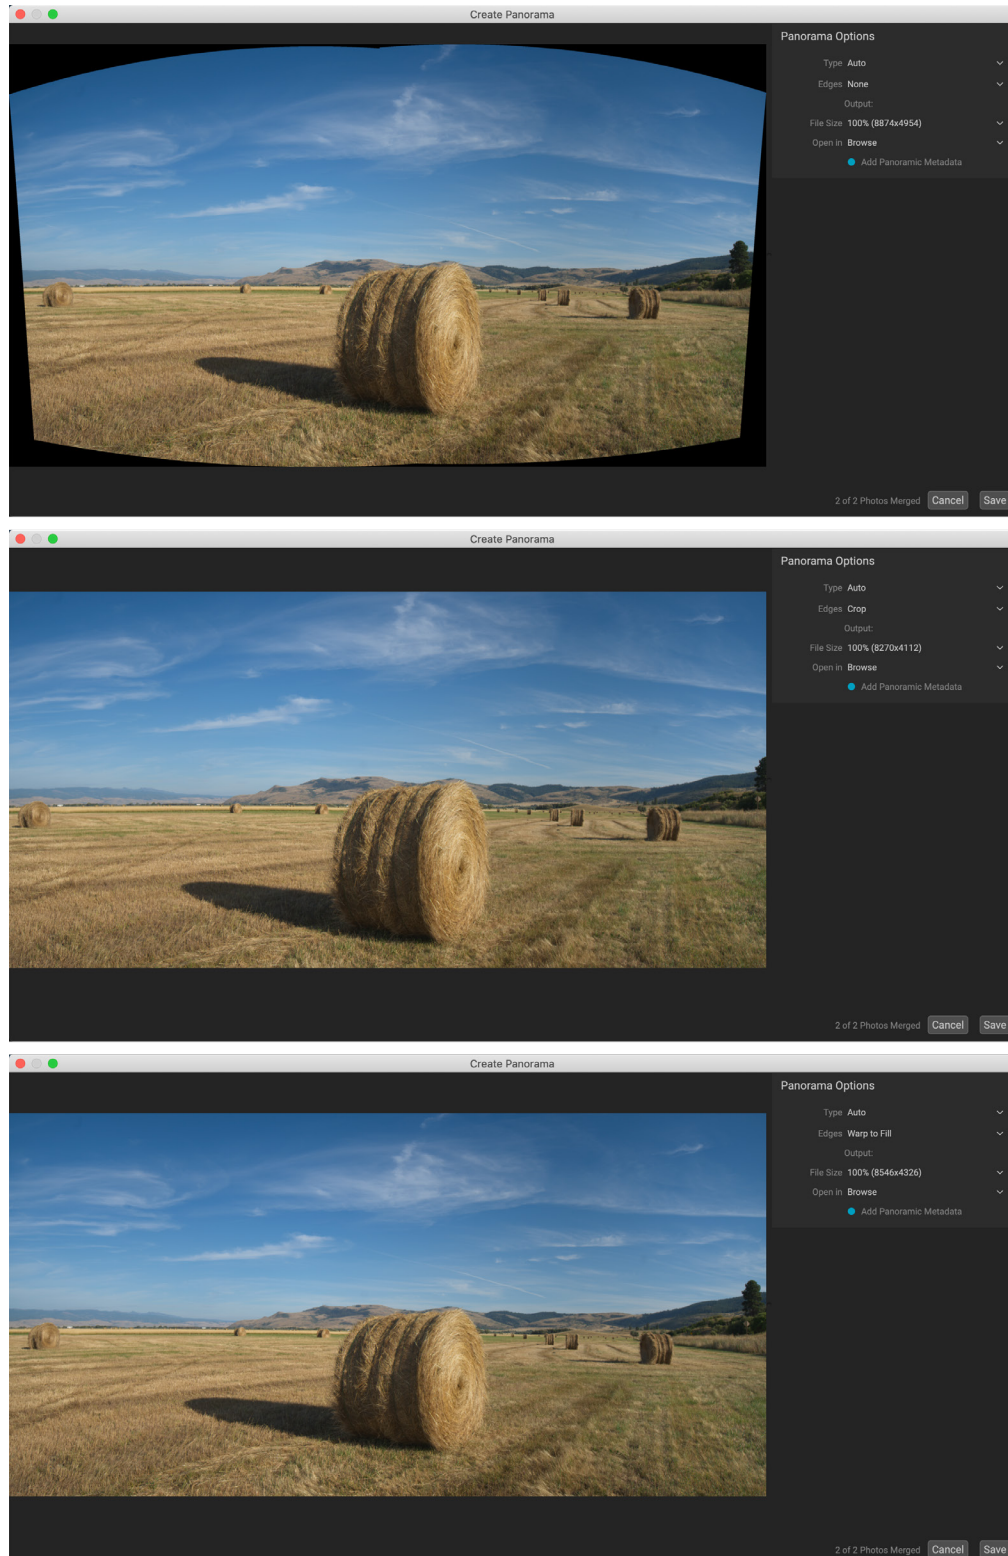 Create Panorama
Panorama Options
Type Auto
Edges None
Output:
File Size 100% (8874x4954)
Open in Browse
Add Panoramic Metadata
2 of 2 Photos Merged Cancel Save
Create Panorama
Panorama Options
Type Auto
Edges Crop
Output:
File Size 100% (8270x4112)
Open in Browse
Add Panoramic Metadata
2 of 2 Photos Merged Cancel Save
Create Panorama
Panorama Options
Type Auto
Edges Warp to Fill
Output:
File Size 100% (8546x4326)
Open in Browse
Add Panoramic Metadata
2 of 2 Photos Merged Cancel Save